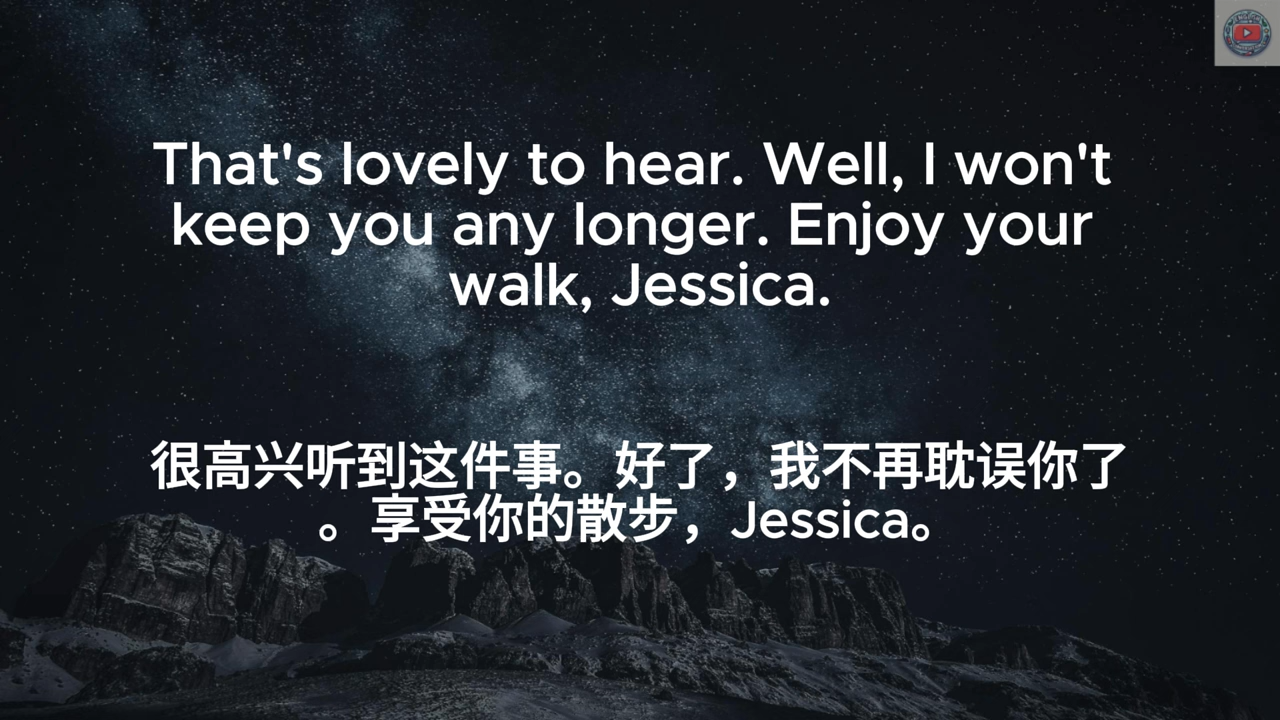 That's lovely to hear. Well, I won't
keep you any longer. Enjoy your
walk, Jessica.
很高兴听到这件事。好了，我不再耽误你了
。享受你的散步，Jessica。